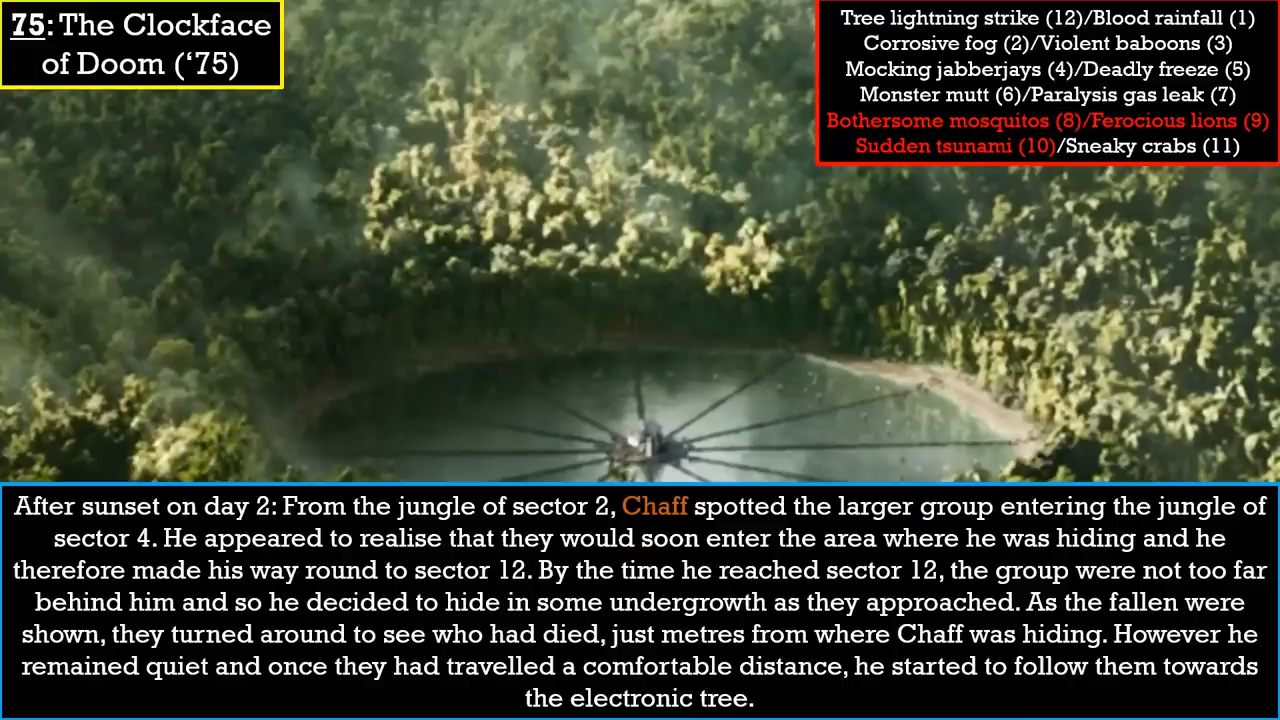 75: The Clockface
of Doom (‘75)
Tree lightning strike (12)/Blood rainfall (1)
Corrosive fog (2)/Violent baboons (3)
Mocking jabberjays (4)/Deadly freeze (5)
Monster mutt (6)/Paralysis gas leak (7)
Bothersome mosquitos (8)/Ferocious lions (9)
Sudden tsunami (10)/Sneaky crabs (11)
After sunset on day 2: From the jungle of sector 2, Chaff spotted the larger group entering the jungle of
sector 4. He appeared to realise that they would soon enter the area where he was hiding and he
therefore made his way round to sector 12. By the time he reached sector 12, the group were not too far
behind him and so he decided to hide in some undergrowth as they approached. As the fallen were
shown, they turned around to see who had died, just metres from where Chaff was hiding. However he
remained quiet and once they had travelled a comfortable distance, he started to follow them towards
the electronic tree.